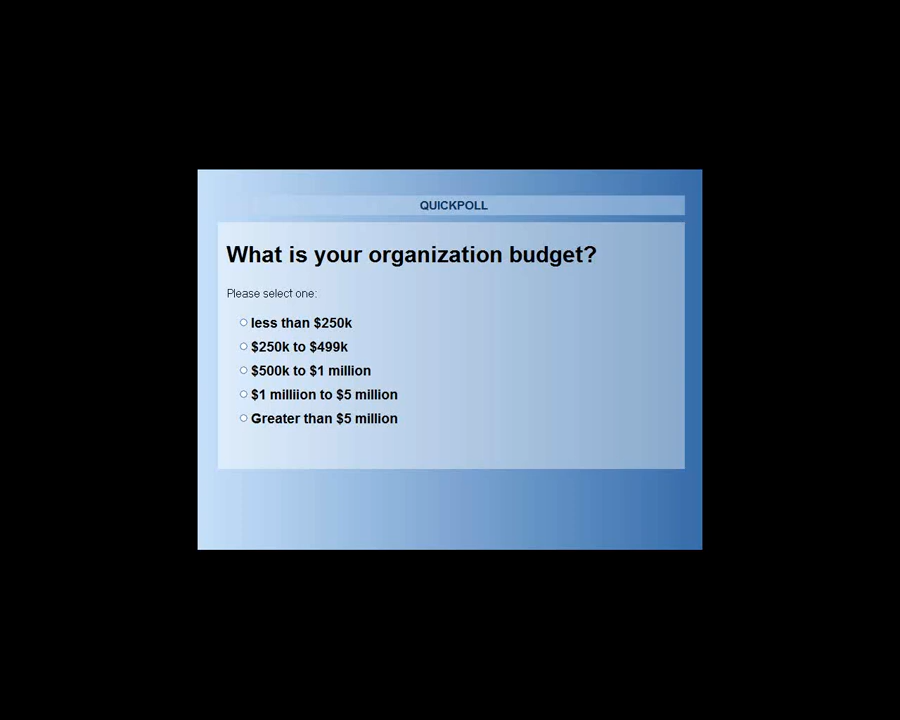 QUICKPOLL
What is your organization budget?
Please select one:
less than $250k
$250k to $499k
$500k to $1 million
$1 milliion to $5 million
Greater than $5 million